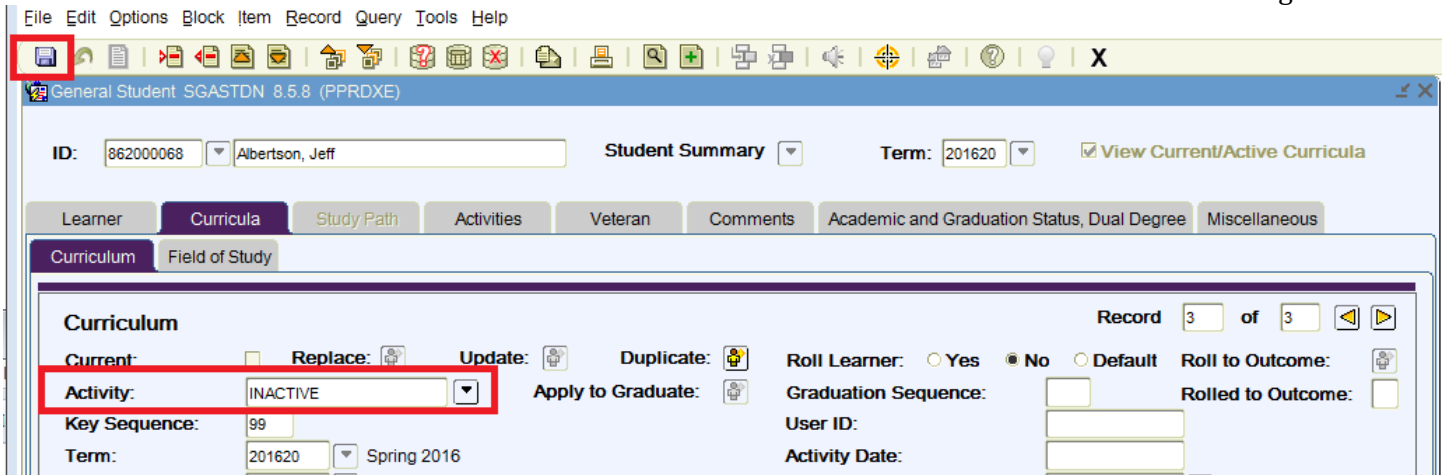 File Edit Options Block Item Record Query Tools Help
X
General Student SGASTDN 8.5.8 (PPRDXE)
ID: 862000068 Albertson, Jeff Student Summary Term: 201620 View Current/Active Curricula
Learner Curricula Study Path Activities Veteran Comments Academic and Graduation Status, Dual Degree Miscellaneous
Curriculum Field of Study
Curriculum Record 3 of 3
Current: Replace: Update: Duplicate: Roll Learner: Yes No Default Roll to Outcome:
Activity: INACTIVE Apply to Graduate: Graduation Sequence: Rolled to Outcome:
Key Sequence: 99 User ID:
Term: 201620 Spring 2016 Activity Date: